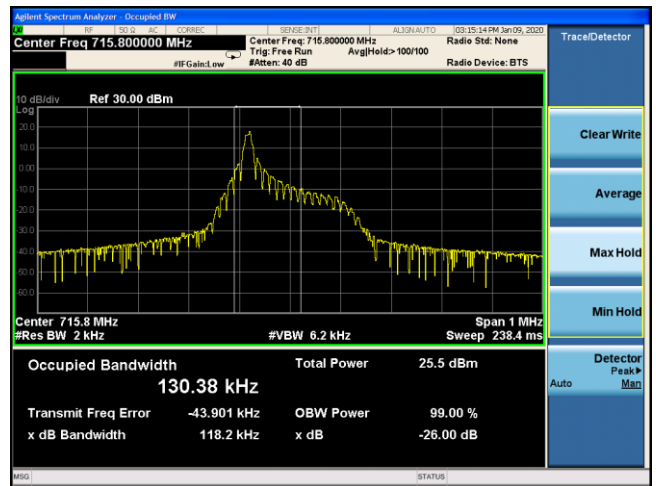 Agilent Spectrum Analyzer - Occupied BW
RF 50 Ω AC CORREC SENSE:INT ALIGN AUTO 03:15:14 PM Jan 09, 2020
Center Freq 715.800000 MHz Center Freq: 715.800000 MHz Radio Std: None Trace/Detector
Trig: Free Run Avg|Hold:> 100/100
#IFGain:Low #Atten: 40 dB Radio Device: BTS
10 dB/div Ref 30.00 dBm
Log
20.0
10.0
0.00
-10.0
-20.0
-30.0
-40.0
-50.0
-60.0
Center 715.8 MHz Span 1 MHz
#Res BW 2 kHz #VBW 6.2 kHz Sweep 238.4 ms
Occupied Bandwidth Total Power 25.5 dBm
130.38 kHz
Transmit Freq Error -43.901 kHz OBW Power 99.00 %
x dB Bandwidth 118.2 kHz x dB -26.00 dB
Clear Write
Average
Max Hold
Min Hold
Detector
Peak▶
Auto Man
MSG STATUS